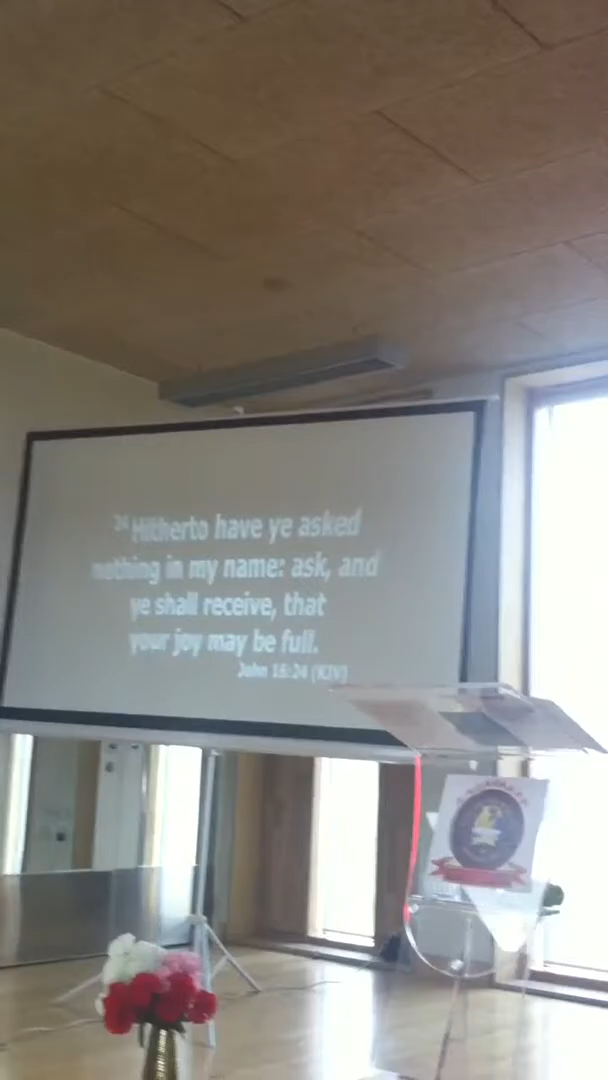 24 Hitherto have ye asked
nothing in my name: ask, and
ye shall receive, that
your joy may be full.
John 16:24 (KJV)